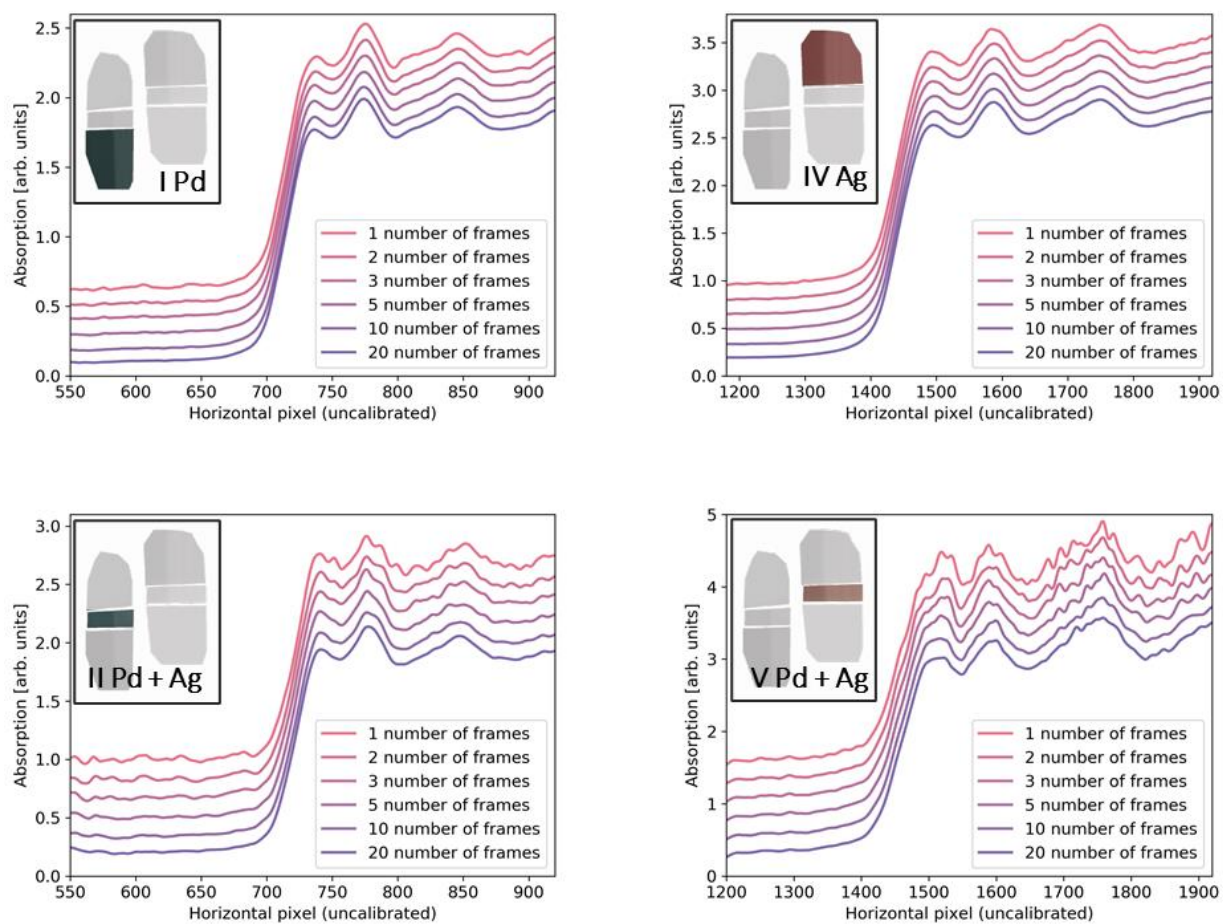 2.5
2.0
1.5
1.0
0.5
0.0
Absorption [arb. units]
I Pd
1 number of frames
2 number of frames
3 number of frames
5 number of frames
10 number of frames
20 number of frames
550 600 650 700 750 800 850 900
Horizontal pixel (uncalibrated)
3.5
3.0
2.5
2.0
1.5
1.0
0.5
0.0
Absorption [arb. units]
IV Ag
1 number of frames
2 number of frames
3 number of frames
5 number of frames
10 number of frames
20 number of frames
1200 1300 1400 1500 1600 1700 1800 1900
Horizontal pixel (uncalibrated)
3.0
2.5
2.0
1.5
1.0
0.5
0.0
Absorption [arb. units]
II Pd + Ag
1 number of frames
2 number of frames
3 number of frames
5 number of frames
10 number of frames
20 number of frames
550 600 650 700 750 800 850 900
Horizontal pixel (uncalibrated)
5
4
3
2
1
0
Absorption [arb. units]
V Pd + Ag
1 number of frames
2 number of frames
3 number of frames
5 number of frames
10 number of frames
20 number of frames
1200 1300 1400 1500 1600 1700 1800 1900
Horizontal pixel (uncalibrated)